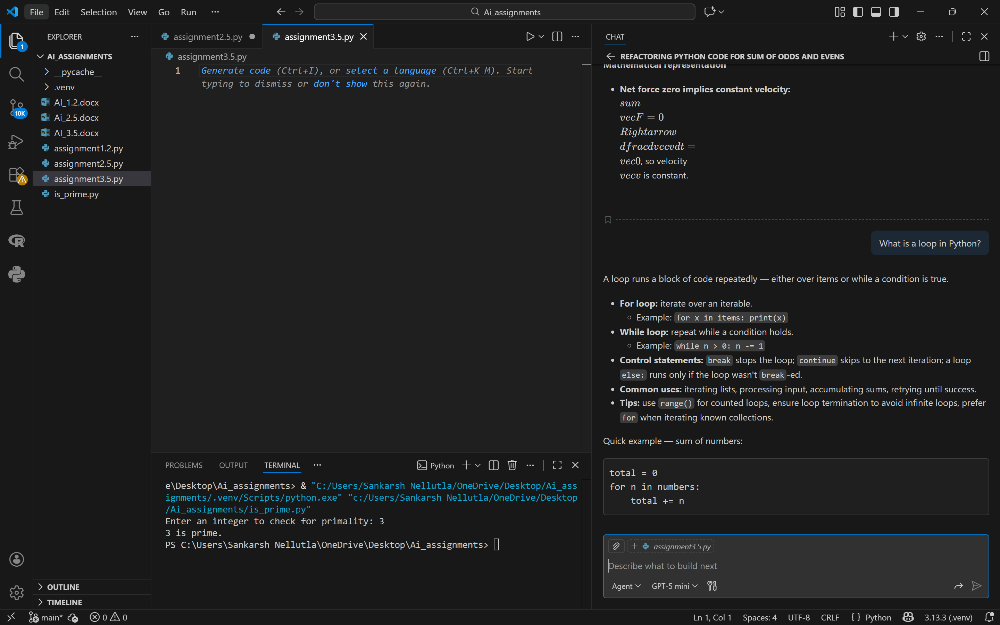 File Edit Selection View Go Run ...
Ai_assignments
EXPLORER
1
10K
AI_ASSIGNMENTS
__pycache__
.venv
AI_1.2.docx
Ai_2.5.docx
AI_3.5.docx
assignment1.2.py
assignment2.5.py
assignment3.5.py
is_prime.py
OUTLINE
TIMELINE
assignment2.5.py
assignment3.5.py
assignment3.5.py
1 Generate code (Ctrl+I), or select a language (Ctrl+K M). Start
typing to dismiss or don't show this again.
PROBLEMS OUTPUT TERMINAL ...
Python
e\Desktop\Ai_assignments> & "C:/Users/Sankarsh Nellutla/OneDrive/Desktop/Ai_ass
ignments/.venv/Scripts/python.exe" "c:/Users/Sankarsh Nellutla/OneDrive/Desktop
/Ai_assignments/is_prime.py"
Enter an integer to check for primality: 3
3 is prime.
PS C:\Users\Sankarsh Nellutla\OneDrive\Desktop\Ai_assignments>
CHAT
REFACTORING PYTHON CODE FOR SUM OF ODDS AND EVENS
Mathematical representation
• Net force zero implies constant velocity:
sum
vecF = 0
Rightarrow
dfracdvecvdt =
vec0, so velocity
vecv is constant.
What is a loop in Python?
A loop runs a block of code repeatedly — either over items or while a condition is true.
• For loop: iterate over an iterable.
◦ Example: for x in items: print(x)
• While loop: repeat while a condition holds.
◦ Example: while n > 0: n -= 1
• Control statements: break stops the loop; continue skips to the next iteration; a loop
else: runs only if the loop wasn't break -ed.
• Common uses: iterating lists, processing input, accumulating sums, retrying until success.
• Tips: use range() for counted loops, ensure loop termination to avoid infinite loops, prefer
for when iterating known collections.
Quick example — sum of numbers:
total = 0
for n in numbers:
    total += n
assignment3.5.py
Describe what to build next
Agent GPT-5 mini
main* 0 0
Ln 1, Col 1 Spaces: 4 UTF-8 CRLF { } Python 3.13.3 (.venv)